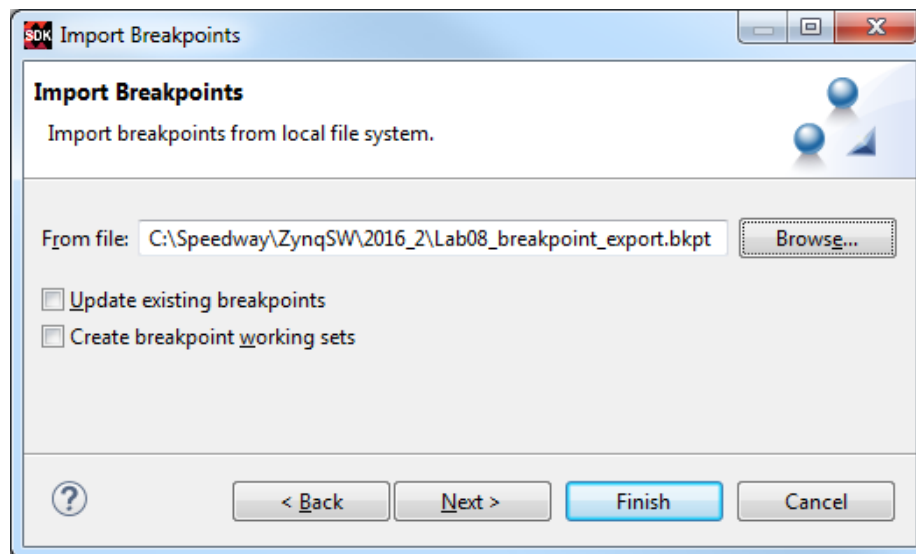 SDK Import Breakpoints
Import Breakpoints
Import breakpoints from local file system.
From file: C:\Speedway\ZynqSW\2016_2\Lab08_breakpoint_export.bkpt Browse...
Update existing breakpoints
Create breakpoint working sets
? < Back Next > Finish Cancel